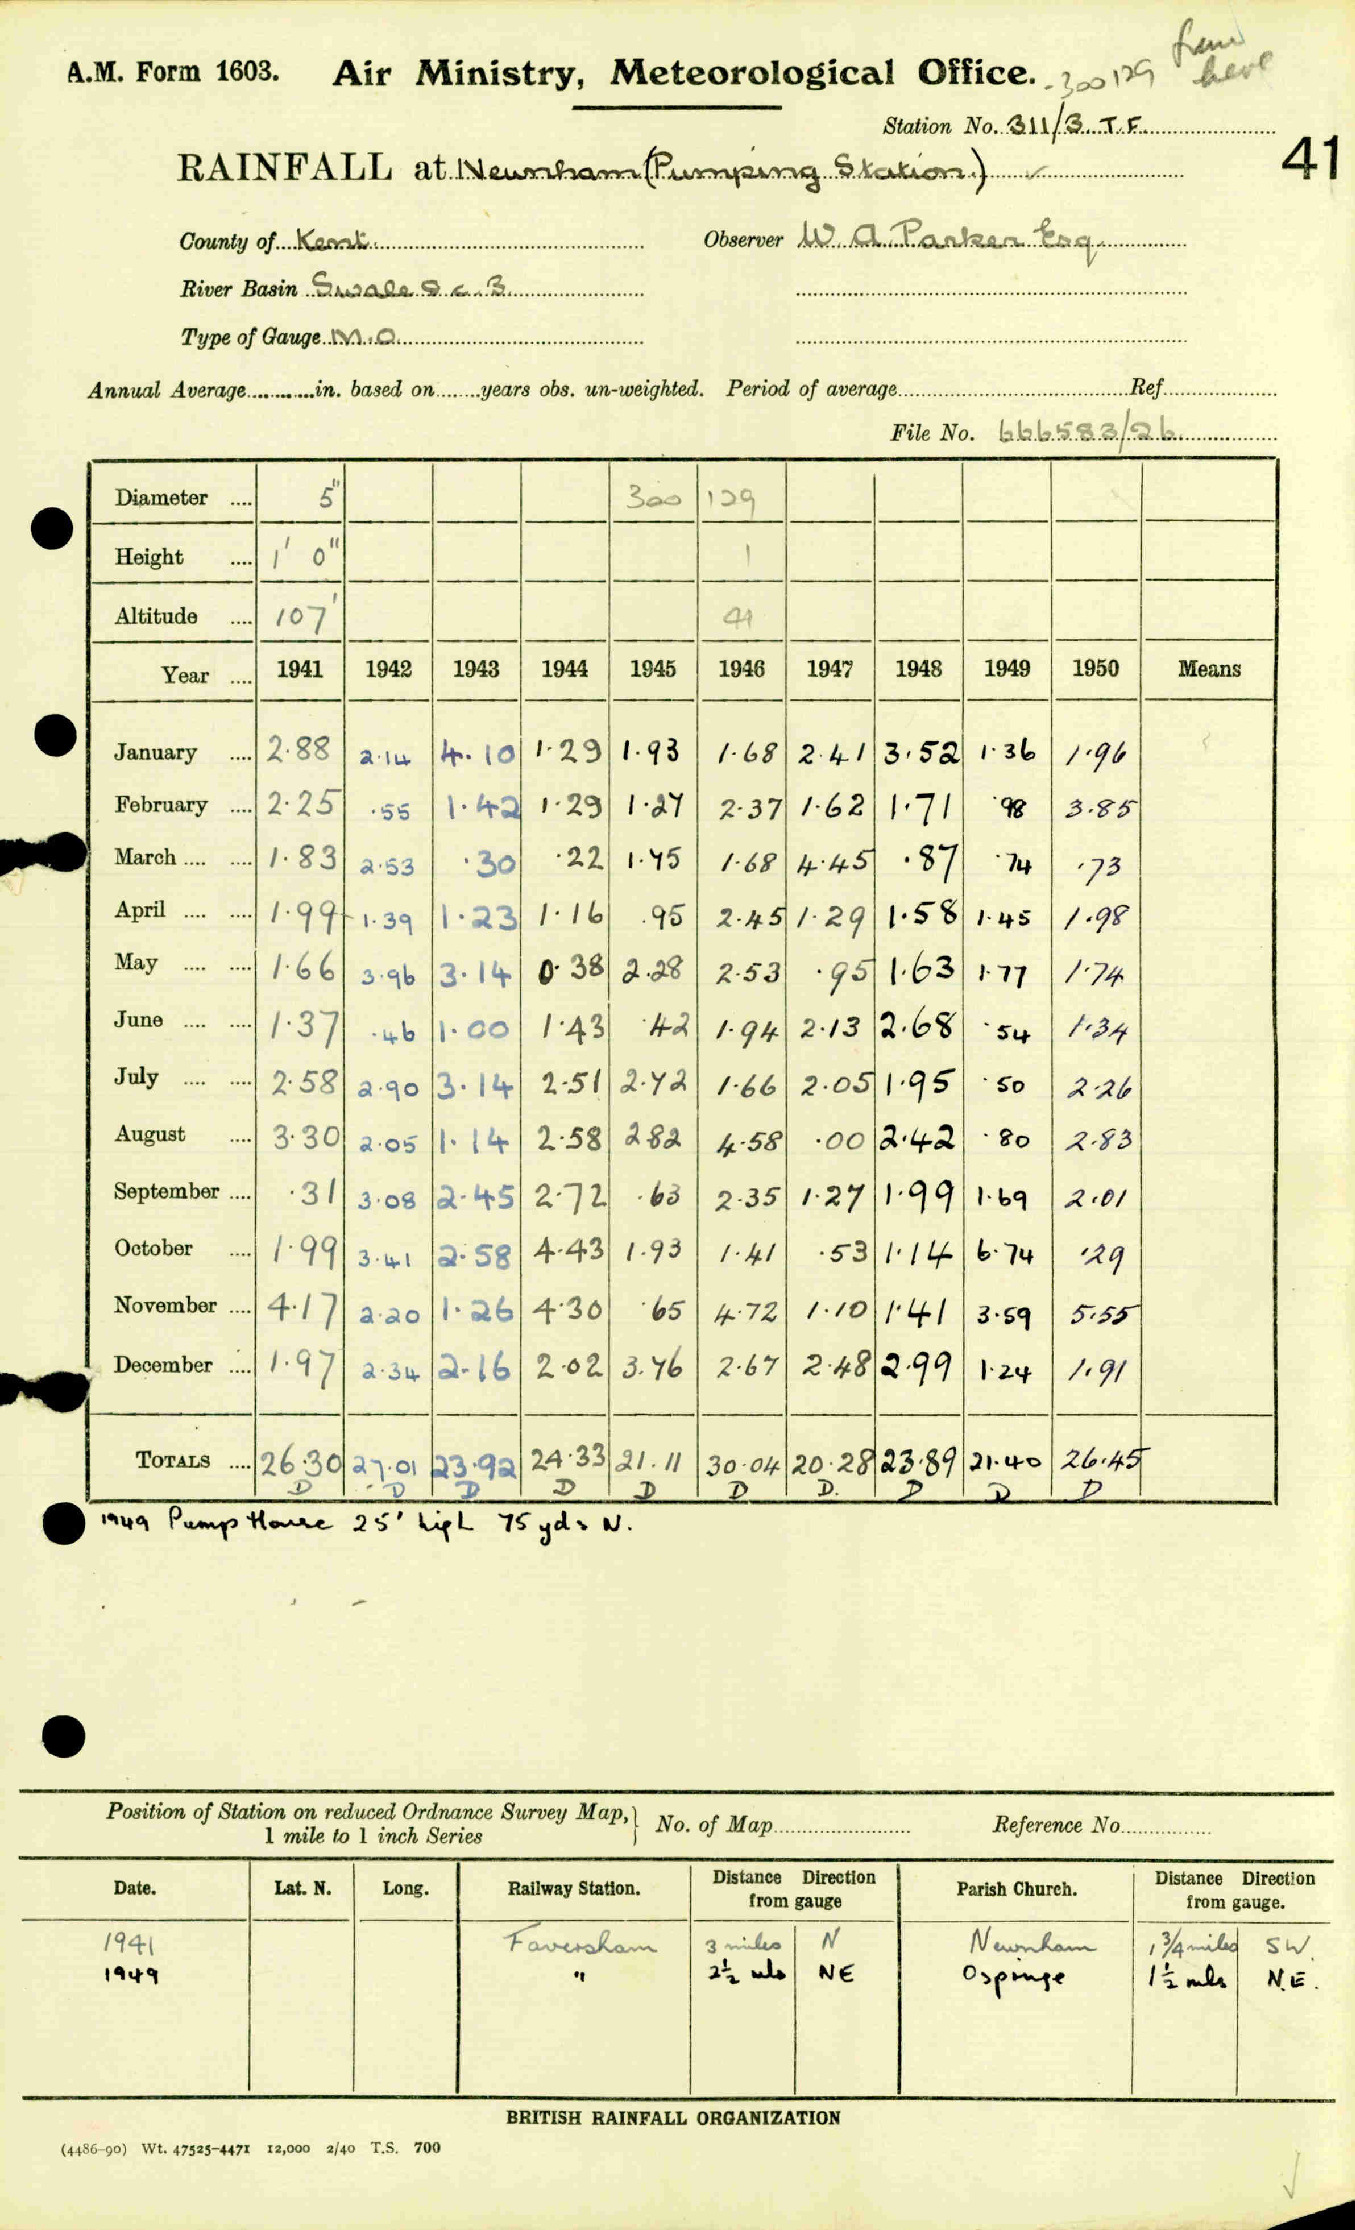 A.M. Form 1603. Air Ministry, Meteorological Office. 300129
Station No. 311/3 T.F.
41
RAINFALL at Newnham (Pumping Station.) ✓
County of Kent Observer W A Parker Esq
River Basin Swale S c. B
Type of Gauge M.O.
Annual Average in. based on years obs. un-weighted. Period of average Ref
File No. 666583/26
Diameter 5" 300 129
Height 1' 0" 1
Altitude 107' 41
Year 1941 1942 1943 1944 1945 1946 1947 1948 1949 1950 Means
January 2.88 2.14 4.10 1.29 1.93 1.68 2.41 3.52 1.36 1.96
February 2.25 .55 1.42 1.29 1.27 2.37 1.62 1.71 .98 3.85
March 1.83 2.53 .30 .22 1.75 1.68 4.45 .87 .74 .73
April 1.99 1.39 1.23 1.16 .95 2.45 1.29 1.58 1.45 1.98
May 1.66 3.96 3.14 0.38 2.28 2.53 .95 1.63 1.77 1.74
June 1.37 .46 1.00 1.43 .42 1.94 2.13 2.68 .54 1.34
July 2.58 2.90 3.14 2.51 2.72 1.66 2.05 1.95 .50 2.26
August 3.30 2.05 1.14 2.58 2.82 4.58 .00 2.42 .80 2.83
September .31 3.08 2.45 2.72 .63 2.35 1.27 1.99 1.69 2.01
October 1.99 3.41 2.58 4.43 1.93 1.41 .53 1.14 6.74 .29
November 4.17 2.20 1.26 4.30 .65 4.72 1.10 1.41 3.59 5.55
December 1.97 2.34 2.16 2.02 3.76 2.67 2.48 2.99 1.24 1.91
TOTALS 26.30 27.01 23.92 24.33 21.11 30.04 20.28 23.89 21.40 26.45
D D D D D D D. D D D
1949 Pump House 25' high 75 yds N.
Position of Station on reduced Ordnance Survey Map, } No. of Map Reference No
1 mile to 1 inch Series
Date. Lat. N. Long. Railway Station. Distance Direction from gauge Parish Church. Distance Direction from gauge.
1941 Faversham 3 miles N Newnham 1 3/4 miles SW.
1949 " 2 1/2 mls NE Ospringe 1 1/2 mls N.E.
BRITISH RAINFALL ORGANIZATION
(4486-90) Wt. 47525-4471 12,000 2/40 T.S. 700